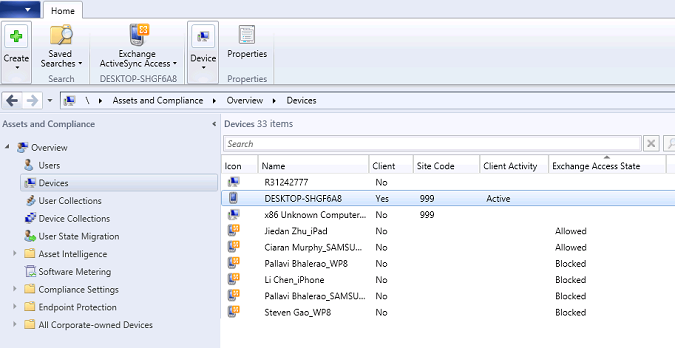 Home
Create
Saved Searches
Exchange ActiveSync Access
Device
Properties
Search
DESKTOP-SHGF6A8
Properties
\ Assets and Compliance Overview Devices
Assets and Compliance
Overview
Users
Devices
User Collections
Device Collections
User State Migration
Asset Intelligence
Software Metering
Compliance Settings
Endpoint Protection
All Corporate-owned Devices
Devices 33 items
Search
Icon Name Client Site Code Client Activity Exchange Access State
R31242777 No
DESKTOP-SHGF6A8 Yes 999 Active
x86 Unknown Computer... No 999
Jiedan Zhu_iPad No Allowed
Ciaran Murphy_SAMSU... No Allowed
Pallavi Bhalerao_WP8 No Blocked
Li Chen_iPhone No Blocked
Pallavi Bhalerao_SAMSU... No Blocked
Steven Gao_WP8 No Blocked